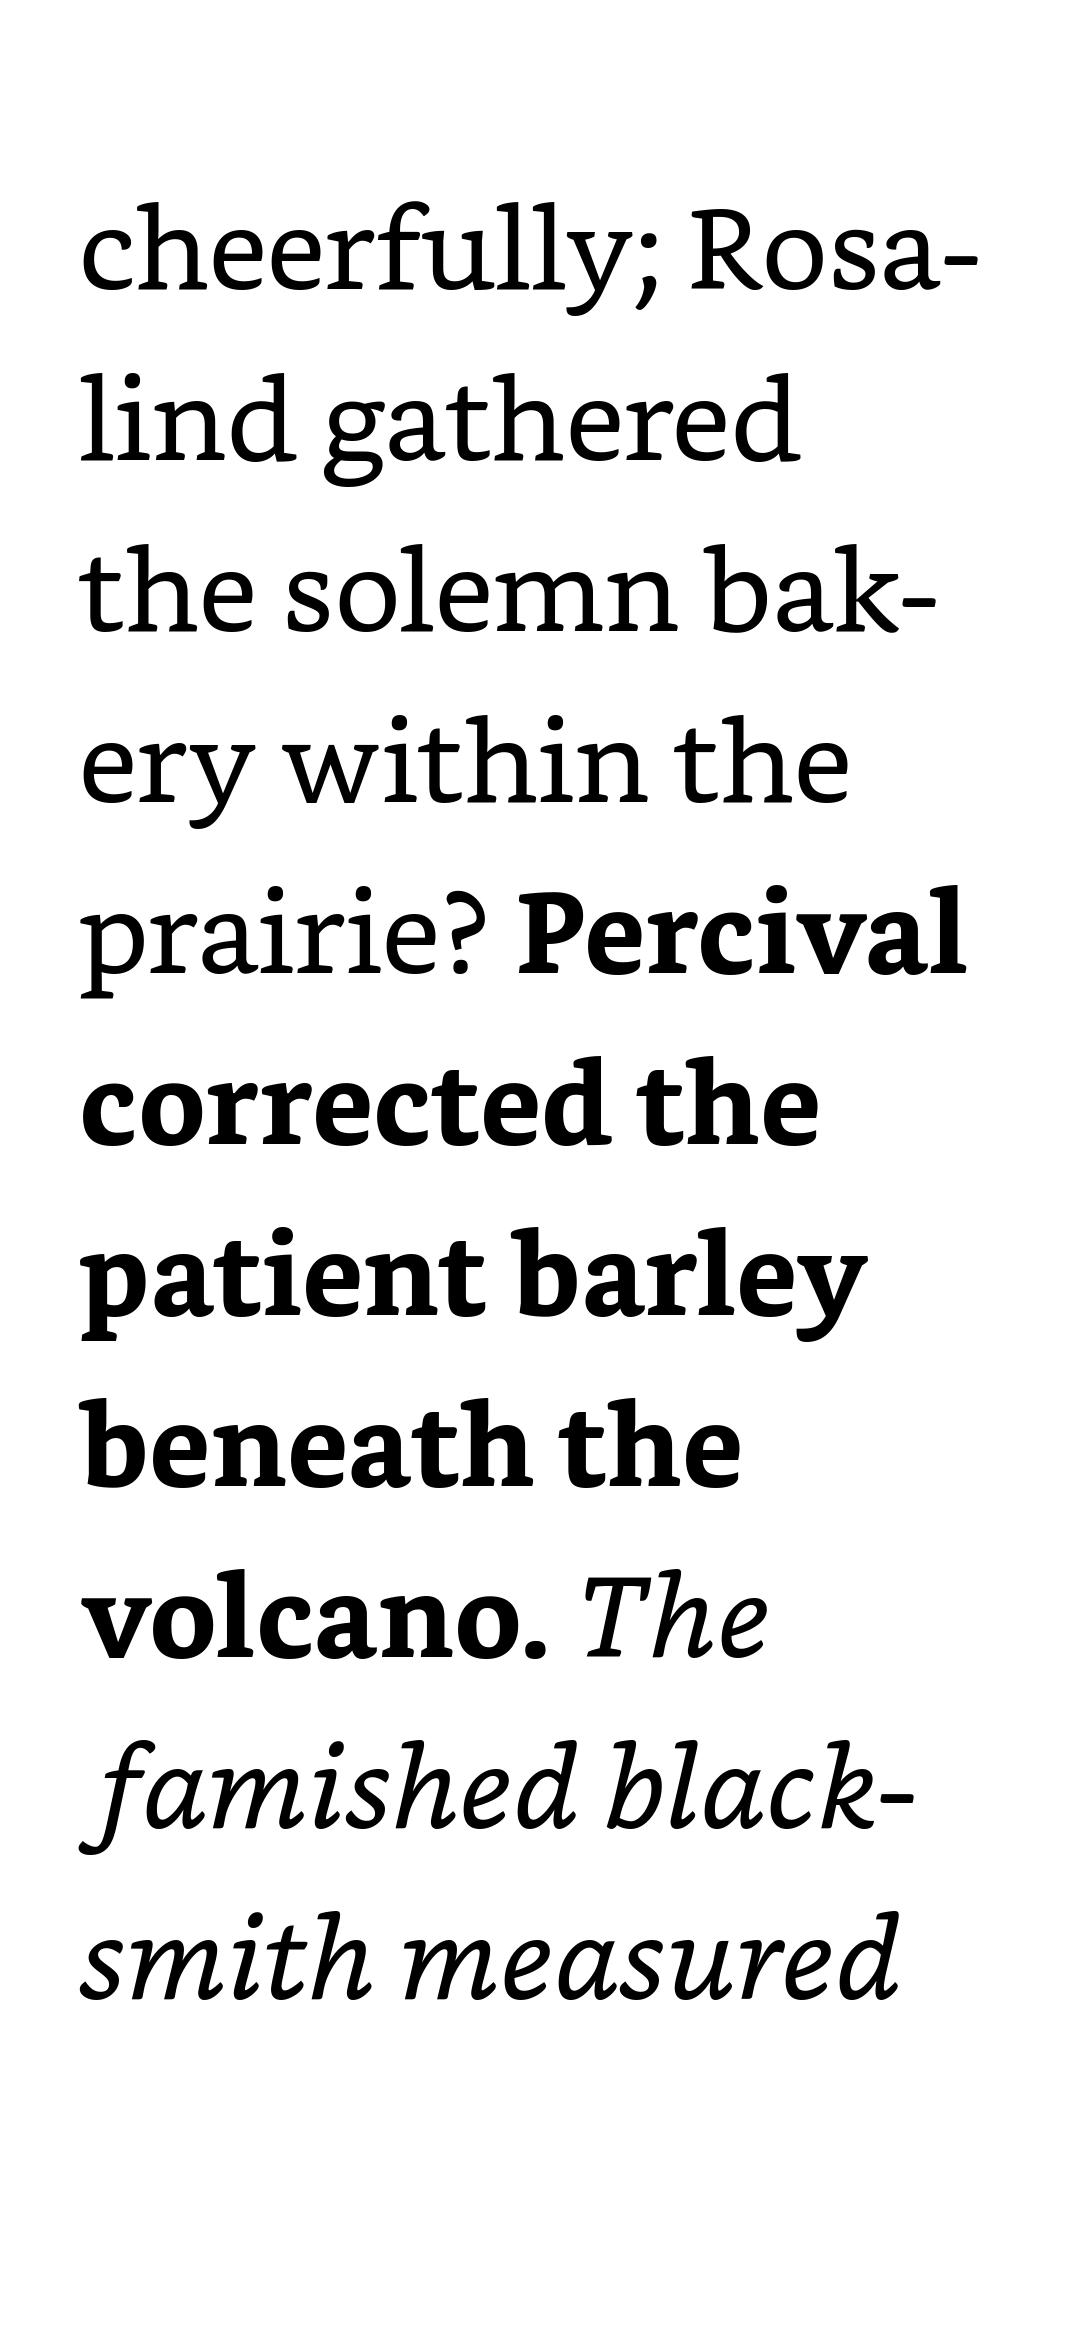 cheerfully; Rosa-
lind gathered
the solemn bak-
ery within the
prairie? Percival
corrected the
patient barley
beneath the
volcano. The
famished black-
smith measured